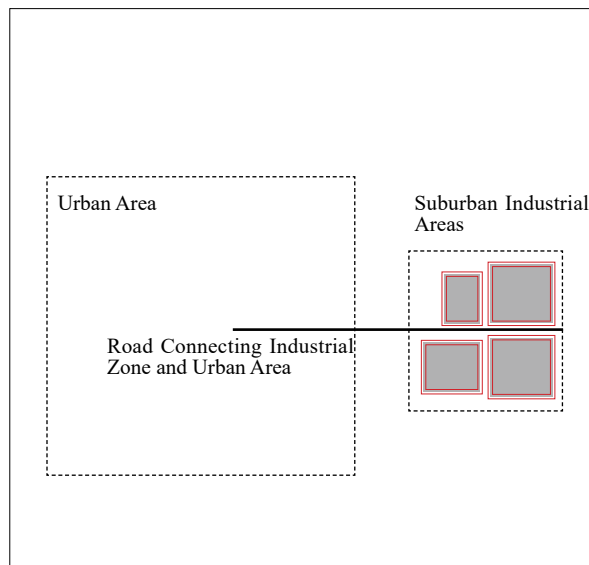 Urban Area
Suburban Industrial
Areas
Road Connecting Industrial
Zone and Urban Area